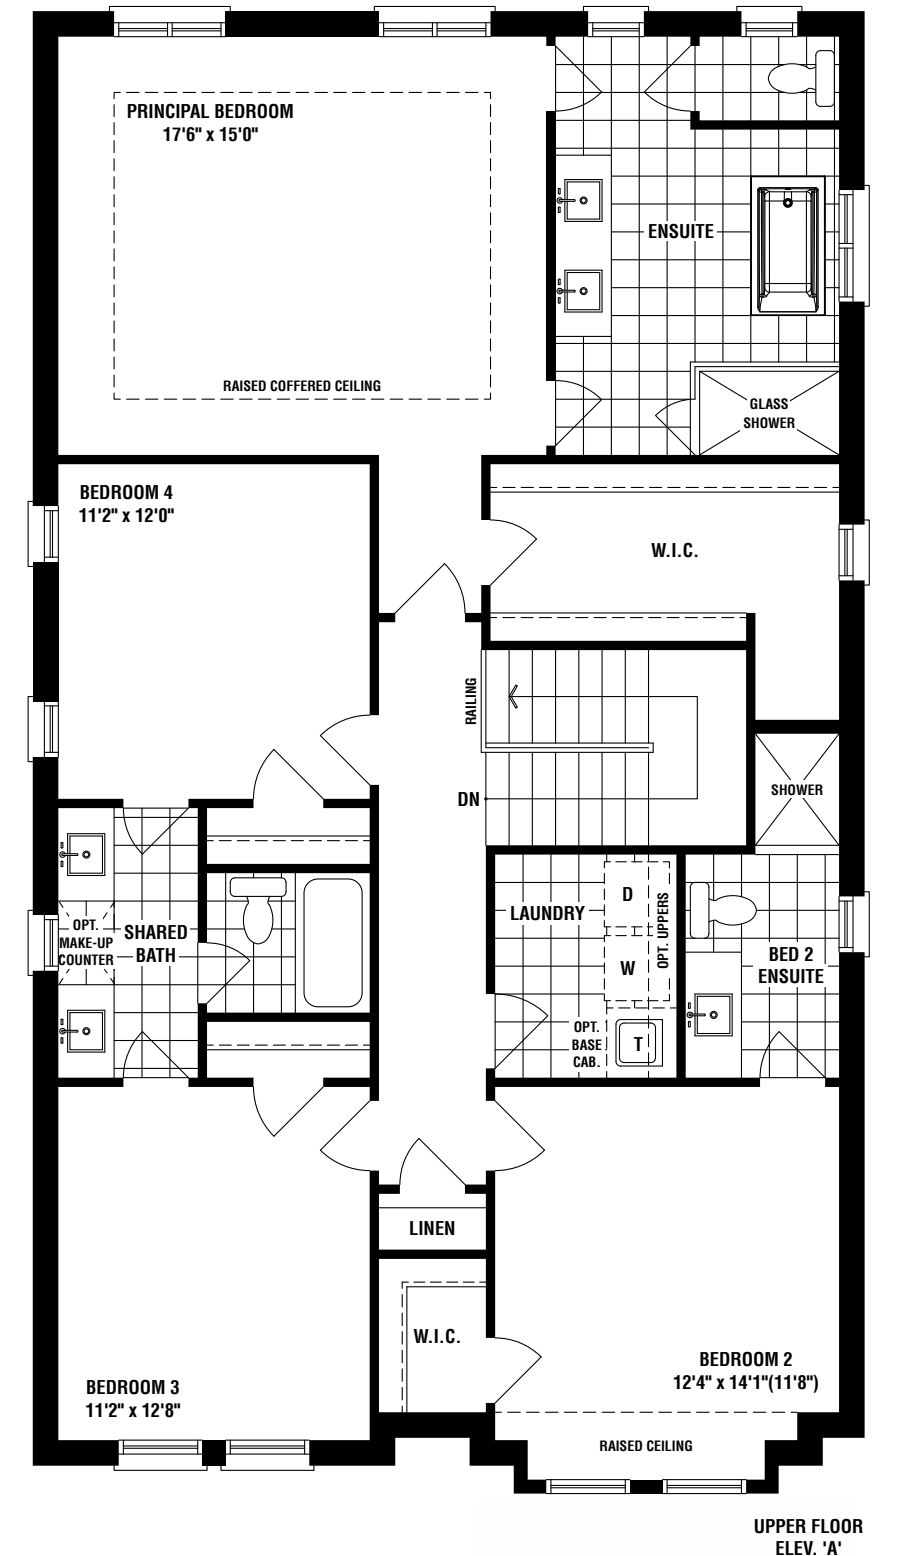 PRINCIPAL BEDROOM
17'6" x 15'0"
ENSUITE
RAISED COFFERED CEILING
GLASS
SHOWER
BEDROOM 4
11'2" x 12'0"
W.I.C.
RAILING
DN
SHOWER
LAUNDRY
D
W
OPT. UPPERS
OPT.
BASE
CAB.
T
BED 2
ENSUITE
OPT.
MAKE-UP
COUNTER
SHARED
BATH
LINEN
W.I.C.
BEDROOM 3
11'2" x 12'8"
BEDROOM 2
12'4" x 14'1"(11'8")
RAISED CEILING
UPPER FLOOR
ELEV. 'A'